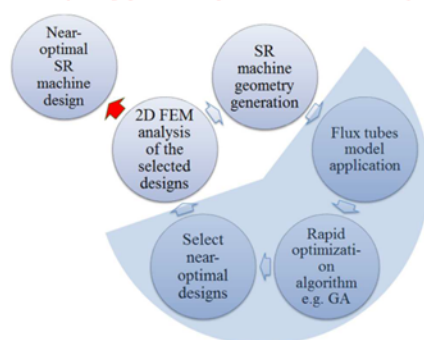 Near-
optimal
SR
machine
design
SR
machine
geometry
generation
2D FEM
analysis
of the
selected
designs
Flux tubes
model
application
Select
near-
optimal
designs
Rapid
optimizati-
on
algorithm
e.g. GA